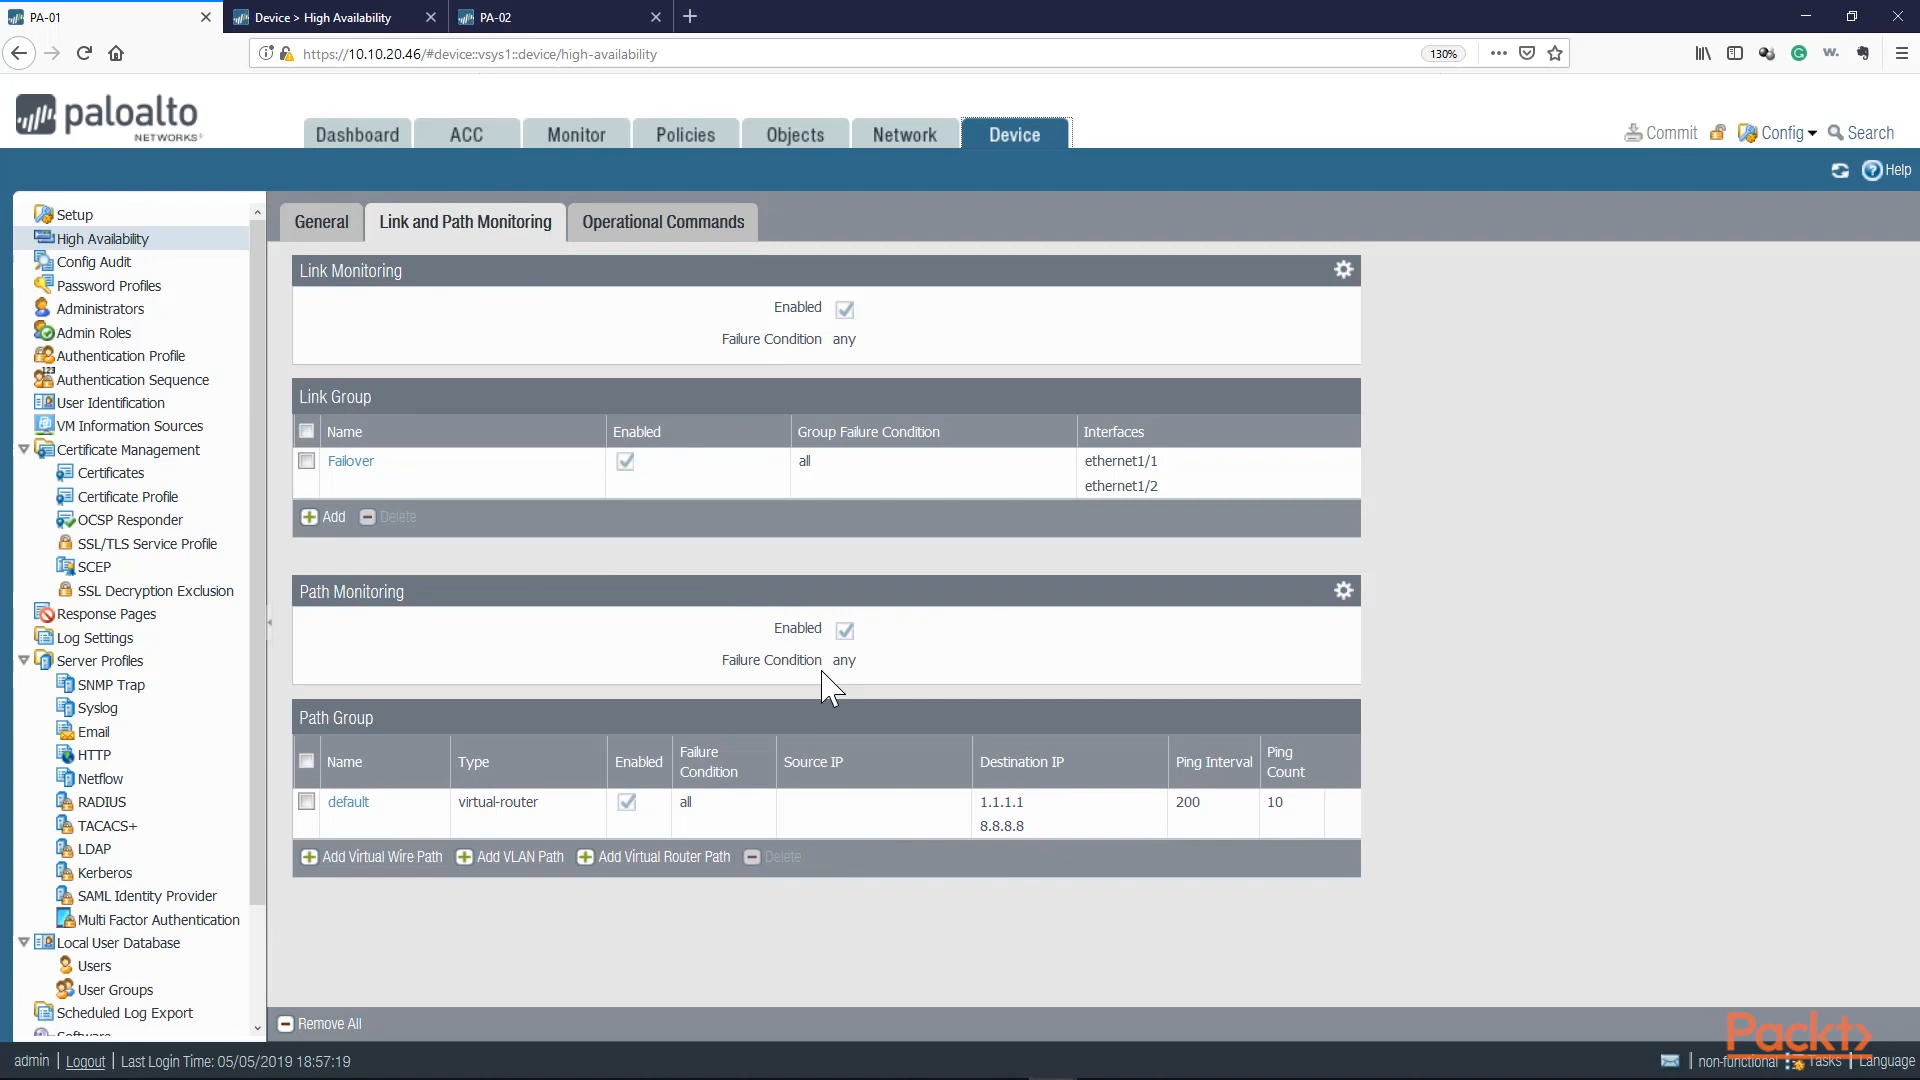 PA-01
Device > High Availability
PA-02
https://10.10.20.46/#device::vsys1::device/high-availability
130%
paloalto
NETWORKS
Dashboard
ACC
Monitor
Policies
Objects
Network
Device
Commit
Config
Search
Help
Setup
High Availability
Config Audit
Password Profiles
Administrators
Admin Roles
Authentication Profile
Authentication Sequence
User Identification
VM Information Sources
Certificate Management
Certificates
Certificate Profile
OCSP Responder
SSL/TLS Service Profile
SCEP
SSL Decryption Exclusion
Response Pages
Log Settings
Server Profiles
SNMP Trap
Syslog
Email
HTTP
Netflow
RADIUS
TACACS+
LDAP
Kerberos
SAML Identity Provider
Multi Factor Authentication
Local User Database
Users
User Groups
Scheduled Log Export
Software
General
Link and Path Monitoring
Operational Commands
Link Monitoring
Enabled
Failure Condition any
Link Group
Name Enabled Group Failure Condition Interfaces
Failover all ethernet1/1
ethernet1/2
Add Delete
Path Monitoring
Enabled
Failure Condition any
Path Group
Name Type Enabled Failure Condition Source IP Destination IP Ping Interval Ping Count
default virtual-router all 1.1.1.1 200 10
8.8.8.8
Add Virtual Wire Path Add VLAN Path Add Virtual Router Path Delete
Remove All
Packt>
admin | Logout | Last Login Time: 05/05/2019 18:57:19
non-functional Tasks | Language